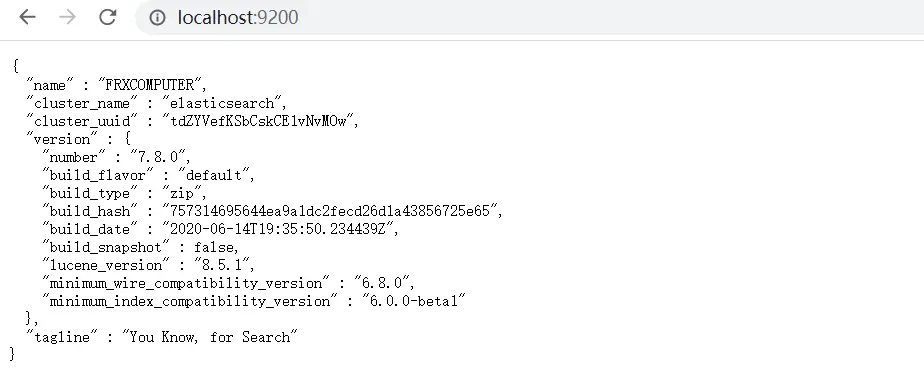 localhost:9200
{
"name" : "FRXCOMPUTER",
"cluster_name" : "elasticsearch",
"cluster_uuid" : "tdZYVefKSbCskCE1vNvMOw",
"version" : {
"number" : "7.8.0",
"build_flavor" : "default",
"build_type" : "zip",
"build_hash" : "757314695644ea9a1dc2fecd26d1a43856725e65",
"build_date" : "2020-06-14T19:35:50.234439Z",
"build_snapshot" : false,
"lucene_version" : "8.5.1",
"minimum_wire_compatibility_version" : "6.8.0",
"minimum_index_compatibility_version" : "6.0.0-beta1"
},
"tagline" : "You Know, for Search"
}